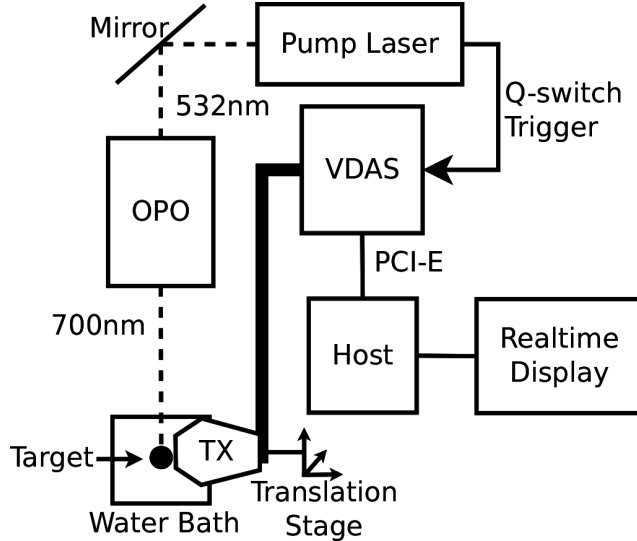 Mirror
Pump Laser
532nm
Q-switch
Trigger
OPO
VDAS
PCI-E
700nm
Host
Realtime
Display
Target
TX
Translation
Stage
Water Bath